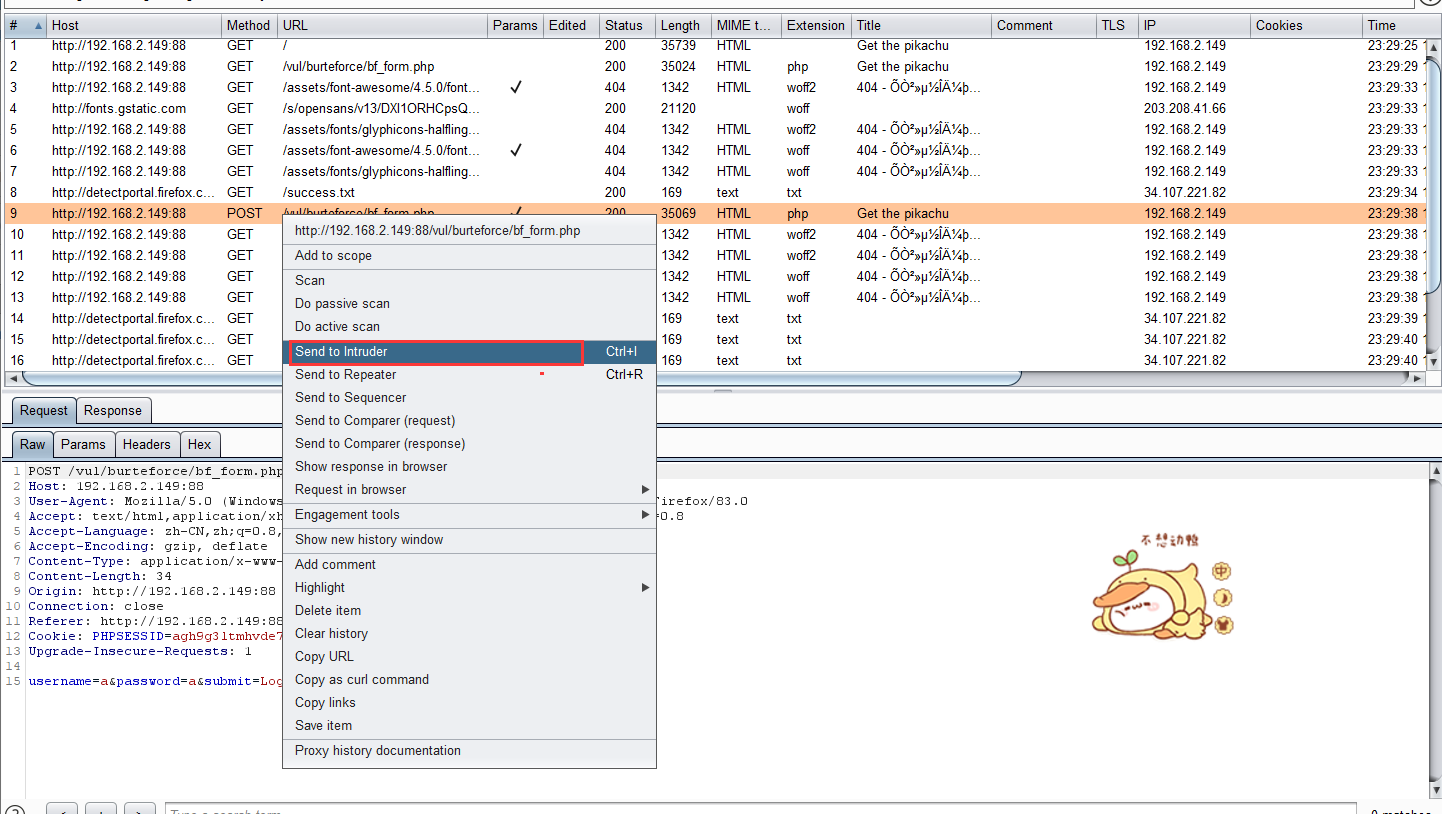 # Host Method URL Params Edited Status Length MIME t... Extension Title Comment TLS IP Cookies Time
1 http://192.168.2.149:88 GET / 200 35739 HTML Get the pikachu 192.168.2.149 23:29:25
2 http://192.168.2.149:88 GET /vul/burteforce/bf_form.php 200 35024 HTML php Get the pikachu 192.168.2.149 23:29:29
3 http://192.168.2.149:88 GET /assets/font-awesome/4.5.0/font... ✓ 404 1342 HTML woff2 404 - ÕÒ²»µ½ÎÄ¼þ... 192.168.2.149 23:29:33
4 http://fonts.gstatic.com GET /s/opensans/v13/DXI1ORHCpsQ... 200 21120 woff 203.208.41.66 23:29:33
5 http://192.168.2.149:88 GET /assets/fonts/glyphicons-halfling... 404 1342 HTML woff2 404 - ÕÒ²»µ½ÎÄ¼þ... 192.168.2.149 23:29:33
6 http://192.168.2.149:88 GET /assets/font-awesome/4.5.0/font... ✓ 404 1342 HTML woff 404 - ÕÒ²»µ½ÎÄ¼þ... 192.168.2.149 23:29:33
7 http://192.168.2.149:88 GET /assets/fonts/glyphicons-halfling... 404 1342 HTML woff 404 - ÕÒ²»µ½ÎÄ¼þ... 192.168.2.149 23:29:33
8 http://detectportal.firefox.c... GET /success.txt 200 169 text txt 34.107.221.82 23:29:34
9 http://192.168.2.149:88 POST /vul/burteforce/bf_form.php ✓ 200 35069 HTML php Get the pikachu 192.168.2.149 23:29:38
10 http://192.168.2.149:88 GET 1342 HTML woff2 404 - ÕÒ²»µ½ÎÄ¼þ... 192.168.2.149 23:29:38
11 http://192.168.2.149:88 GET 1342 HTML woff2 404 - ÕÒ²»µ½ÎÄ¼þ... 192.168.2.149 23:29:38
12 http://192.168.2.149:88 GET 1342 HTML woff 404 - ÕÒ²»µ½ÎÄ¼þ... 192.168.2.149 23:29:38
13 http://192.168.2.149:88 GET 1342 HTML woff 404 - ÕÒ²»µ½ÎÄ¼þ... 192.168.2.149 23:29:38
14 http://detectportal.firefox.c... GET 169 text txt 34.107.221.82 23:29:39
15 http://detectportal.firefox.c... GET 169 text txt 34.107.221.82 23:29:40
16 http://detectportal.firefox.c... GET 169 text txt 34.107.221.82 23:29:40
http://192.168.2.149:88/vul/burteforce/bf_form.php
Add to scope
Scan
Do passive scan
Do active scan
Send to Intruder Ctrl+I
Send to Repeater Ctrl+R
Send to Sequencer
Send to Comparer (request)
Send to Comparer (response)
Show response in browser
Request in browser
Engagement tools
Show new history window
Add comment
Highlight
Delete item
Clear history
Copy URL
Copy as curl command
Copy links
Save item
Proxy history documentation
Request Response
Raw Params Headers Hex
1 POST /vul/burteforce/bf_form.php
2 Host: 192.168.2.149:88
3 User-Agent: Mozilla/5.0 (Windows Firefox/83.0
4 Accept: text/html,application/xh =0.8
5 Accept-Language: zh-CN,zh;q=0.8,
6 Accept-Encoding: gzip, deflate
7 Content-Type: application/x-www-
8 Content-Length: 34
9 Origin: http://192.168.2.149:88
10 Connection: close
11 Referer: http://192.168.2.149:88
12 Cookie: PHPSESSID=agh9g3ltmhvde7
13 Upgrade-Insecure-Requests: 1
14
15 username=a&password=a&submit=Log
不想动鸭
中
Type a search term
0 matches